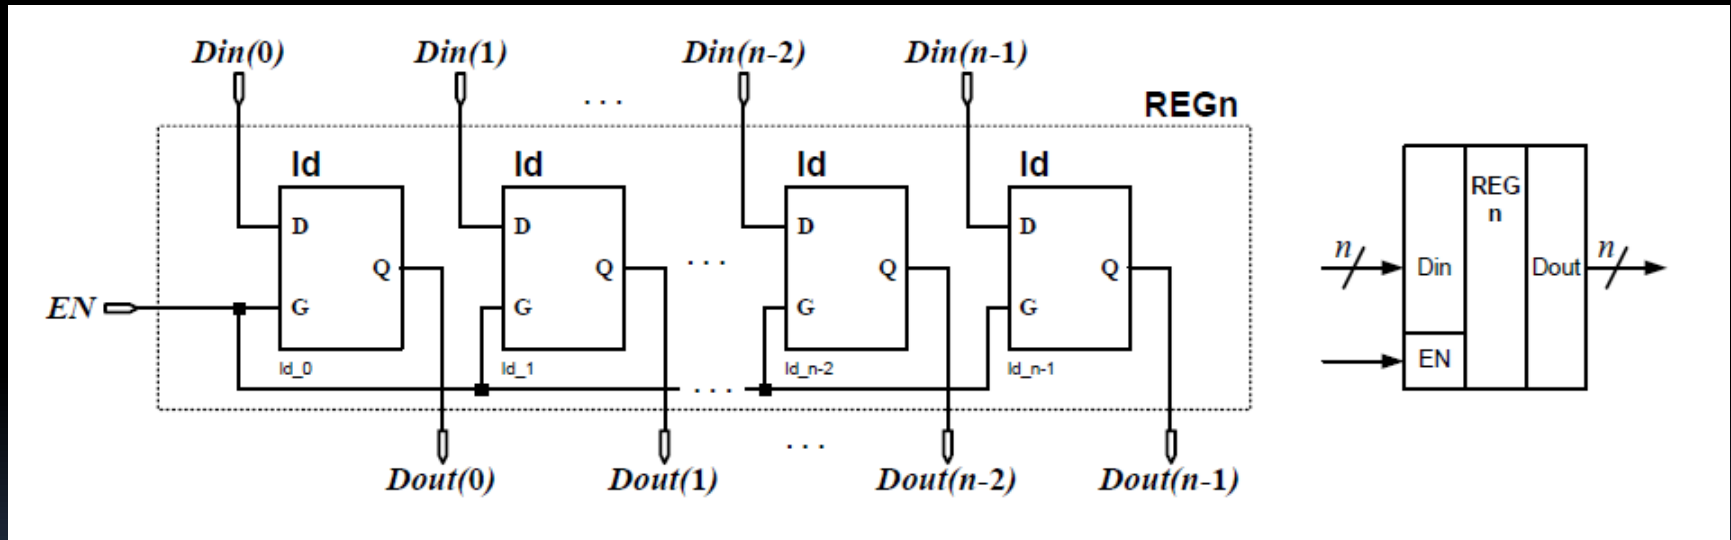 Din(0) Din(1) Din(n-2) Din(n-1)
. . .
REGn
ld ld ld ld
D D D D
Q Q . . . Q Q
EN G G G G
ld_0 ld_1 ld_n-2 ld_n-1
. . .
. . .
Dout(0) Dout(1) Dout(n-2) Dout(n-1)
REG
n
n n
Din Dout
EN